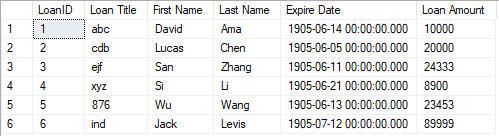 LoanID Loan Title First Name Last Name Expire Date Loan Amount
1 1 abc David Ama 1905-06-14 00:00:00.000 10000
2 2 cdb Lucas Chen 1905-06-05 00:00:00.000 20000
3 3 ejf San Zhang 1905-06-11 00:00:00.000 24333
4 4 xyz Si Li 1905-06-21 00:00:00.000 8900
5 5 876 Wu Wang 1905-06-13 00:00:00.000 23453
6 6 ind Jack Levis 1905-07-12 00:00:00.000 89999